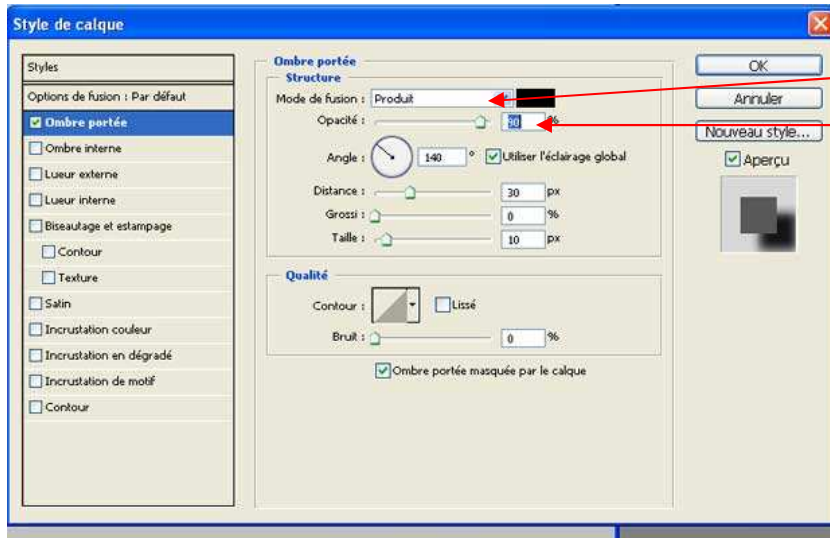 Style de calque
Styles
Options de fusion : Par défaut
Ombre portée
Ombre interne
Lueur externe
Lueur interne
Biseautage et estampage
Contour
Texture
Satin
Incrustation couleur
Incrustation en dégradé
Incrustation de motif
Contour
Ombre portée
Structure
Mode de fusion : Produit
Opacité : 90 %
Angle : 140 ° Utiliser l'éclairage global
Distance : 30 px
Grossi : 0 %
Taille : 10 px
Qualité
Contour : Lissé
Bruit : 0 %
Ombre portée masquée par le calque
OK
Annuler
Nouveau style...
Aperçu